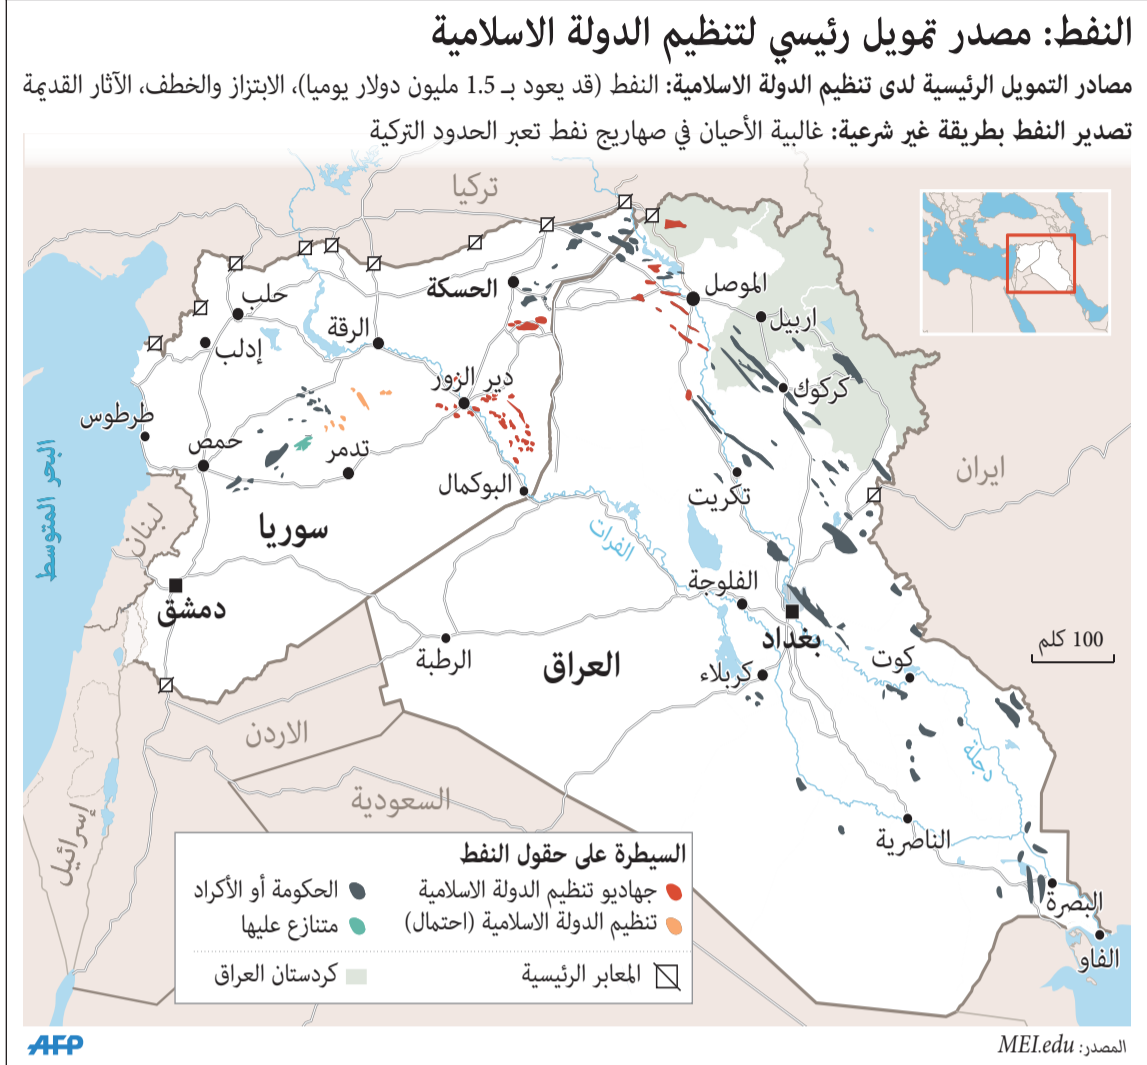 النفط: مصدر تمويل رئيسي لتنظيم الدولة الاسلامية
مصادر التمويل الرئيسية لدى تنظيم الدولة الاسلامية: النفط (قد يعود بـ 1.5 مليون دولار يوميا)، الابتزاز والخطف، الآثار القديمة
تصدير النفط بطريقة غير شرعية: غالبية الأحيان في صهاريج نفط تعبر الحدود التركية
تركيا
الموصل
الحسكة
حلب
اربيل
الرقة
إدلب
دير الزور
كركوك
طرطوس
حمص
تدمر
ايران
البوكمال
تكريت
البحر المتوسط
لبنان
سوريا
الفرات
الفلوجة
دمشق
بغداد
100 كلم
الرطبة
العراق
كربلاء
كوت
الاردن
دجلة
السعودية
إسرائيل
الناصرية
البصرة
الفاو
السيطرة على حقول النفط
جهاديو تنظيم الدولة الاسلامية
الحكومة أو الأكراد
تنظيم الدولة الاسلامية (احتمال)
متنازع عليها
المعابر الرئيسية
كردستان العراق
المصدر: MEI.edu
AFP